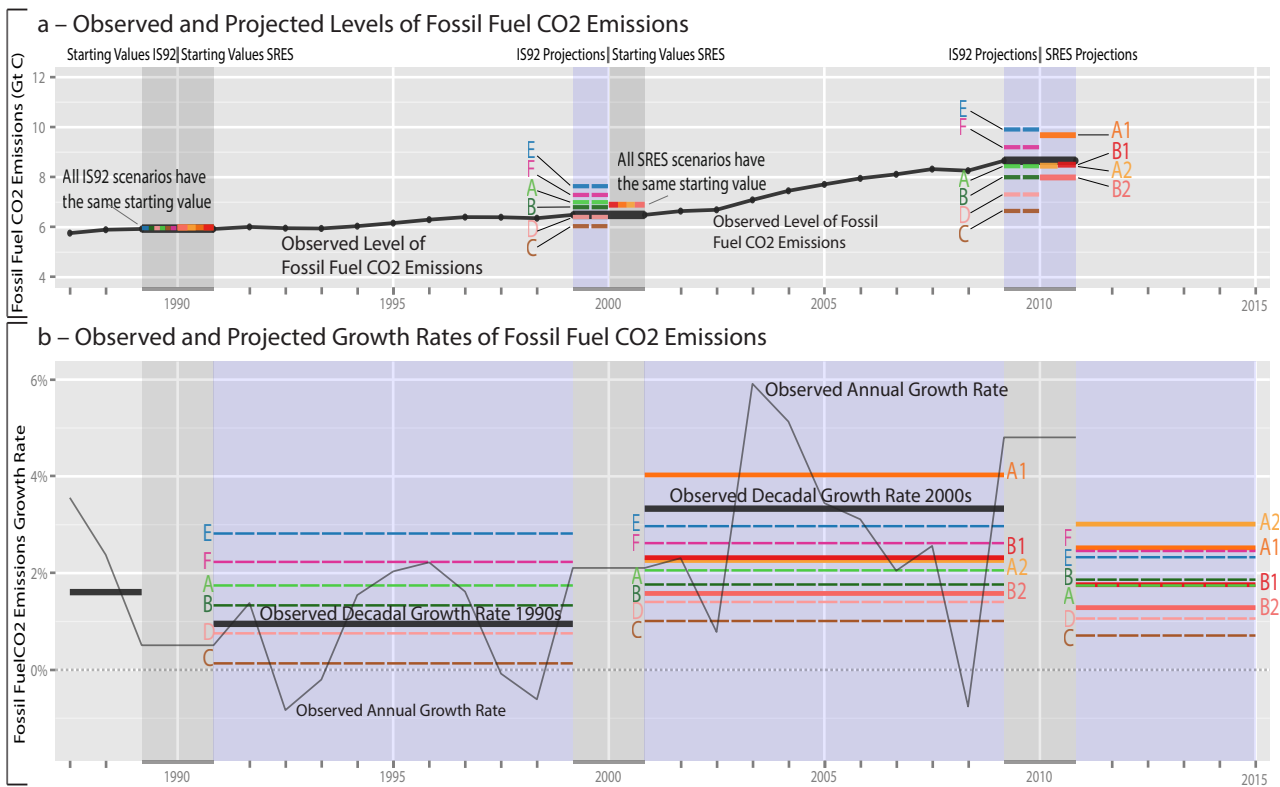 a – Observed and Projected Levels of Fossil Fuel CO2 Emissions
Starting Values IS92|Starting Values SRES
IS92 Projections|Starting Values SRES
IS92 Projections|SRES Projections
Fossil Fuel CO2 Emissions (Gt C)
12
10
8
6
4
All IS92 scenarios have
the same starting value
Observed Level of
Fossil Fuel CO2 Emissions
E
F
A
B
D
C
All SRES scenarios have
the same starting value
Observed Level of Fossil
Fuel CO2 Emissions
E
F
A
B
D
C
A1
B1
A2
B2
1990
1995
2000
2005
2010
2015
b – Observed and Projected Growth Rates of Fossil Fuel CO2 Emissions
Fossil FuelCO2 Emissions Growth Rate
6%
4%
2%
0%
E
F
A
B
D
C
Observed Decadal Growth Rate 1990s
Observed Annual Growth Rate
Observed Annual Growth Rate
Observed Decadal Growth Rate 2000s
E
F
A
B
D
C
A1
B1
A2
B2
F
E
B
A
D
C
A2
A1
B1
B2
1990
1995
2000
2005
2010
2015